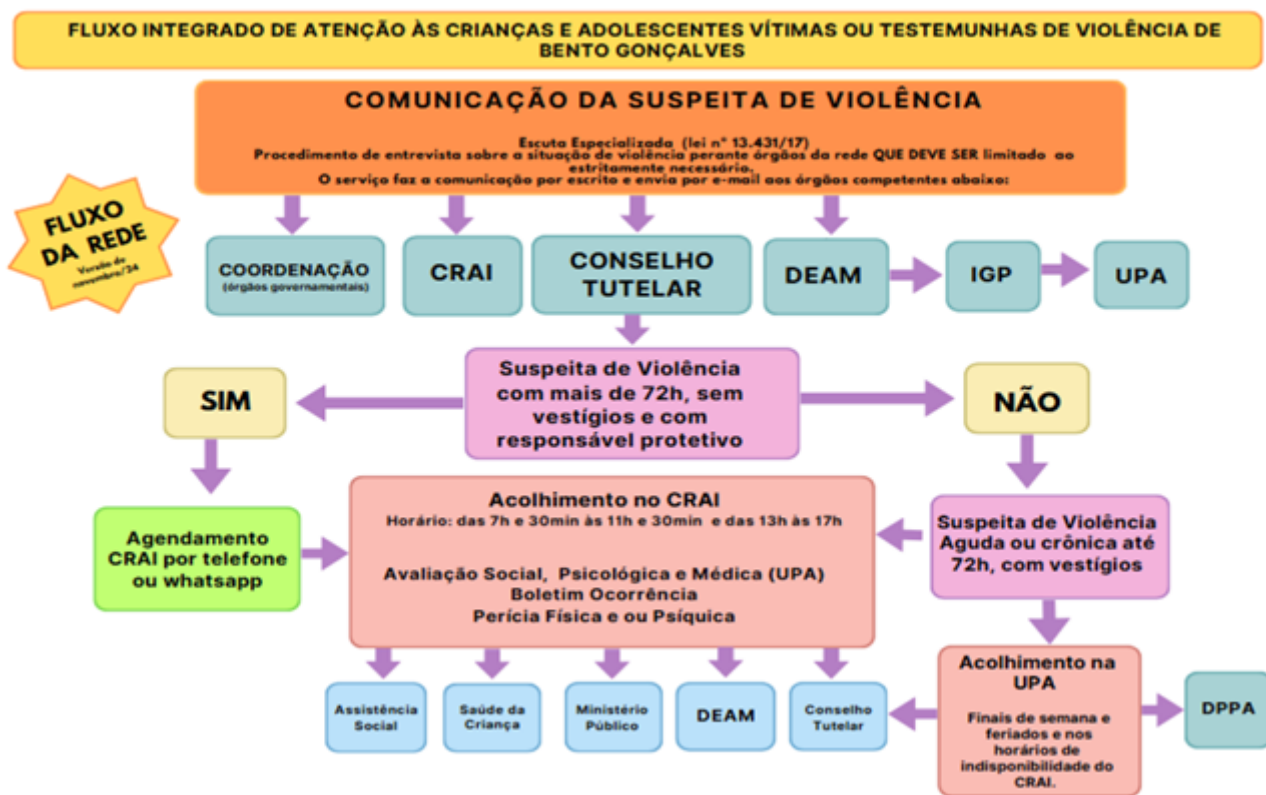 FLUXO INTEGRADO DE ATENÇÃO ÀS CRIANÇAS E ADOLESCENTES VÍTIMAS OU TESTEMUNHAS DE VIOLÊNCIA DE
BENTO GONÇALVES
COMUNICAÇÃO DA SUSPEITA DE VIOLÊNCIA
Escuta Especializada (lei nº 13.431/17)
Procedimento de entrevista sobre a situação de violência perante órgãos da rede QUE DEVE SER limitado ao
estritamente necessário.
O serviço faz a comunicação por escrito e envia por e-mail aos órgãos competentes abaixo:
FLUXO
DA REDE
Versão de
novembro/24
COORDENAÇÃO
(órgãos governamentais)
CRAI
CONSELHO
TUTELAR
DEAM
IGP
UPA
SIM
Suspeita de Violência
com mais de 72h, sem
vestígios e com
responsável protetivo
NÃO
Agendamento
CRAI por telefone
ou whatsapp
Acolhimento no CRAI
Horário: das 7h e 30min às 11h e 30min e das 13h às 17h
Avaliação Social, Psicológica e Médica (UPA)
Boletim Ocorrência
Perícia Física e ou Psíquica
Suspeita de Violência
Aguda ou crônica até
72h, com vestígios
Assistência
Social
Saúde da
Criança
Ministério
Público
DEAM
Conselho
Tutelar
Acolhimento na
UPA
Finais de semana e
feriados e nos
horários de
indisponibilidade do
CRAI.
DPPA